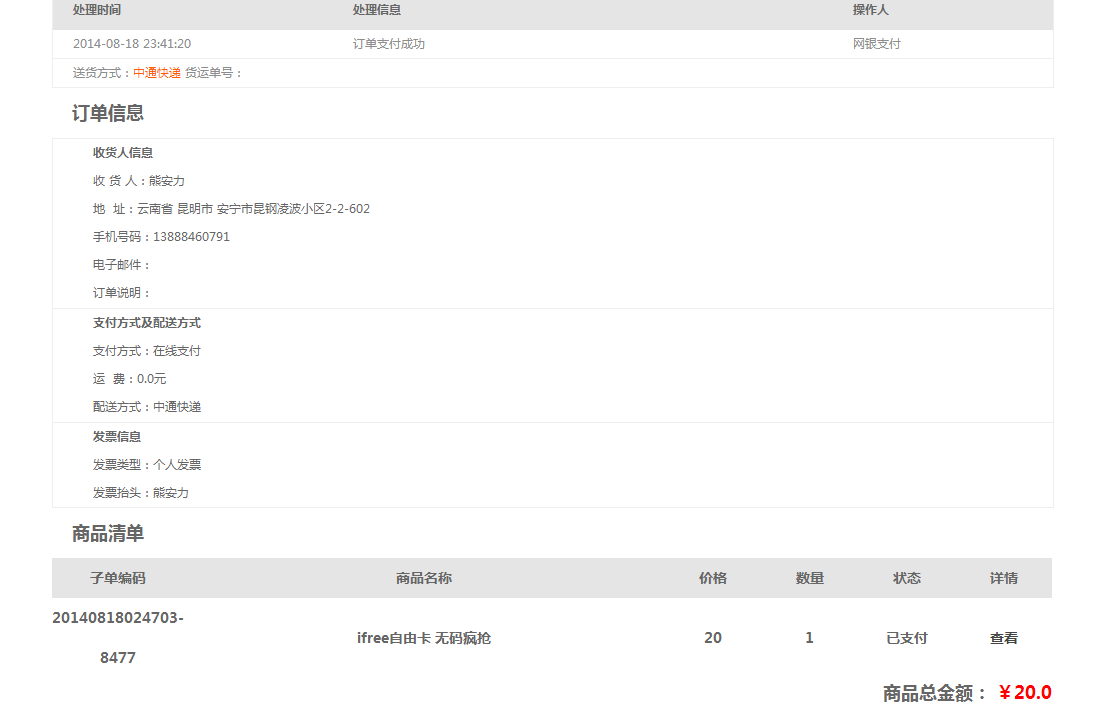 处理时间 处理信息 操作人
2014-08-18 23:41:20 订单支付成功 网银支付
送货方式：中通快递 货运单号：
订单信息
收货人信息
收 货 人：熊安力
地 址：云南省 昆明市 安宁市昆钢凌波小区2-2-602
手机号码：13888460791
电子邮件：
订单说明：
支付方式及配送方式
支付方式：在线支付
运 费：0.0元
配送方式：中通快递
发票信息
发票类型：个人发票
发票抬头：熊安力
商品清单
子单编码 商品名称 价格 数量 状态 详情
20140818024703-
8477 ifree自由卡 无码疯抢 20 1 已支付 查看
商品总金额： ￥20.0